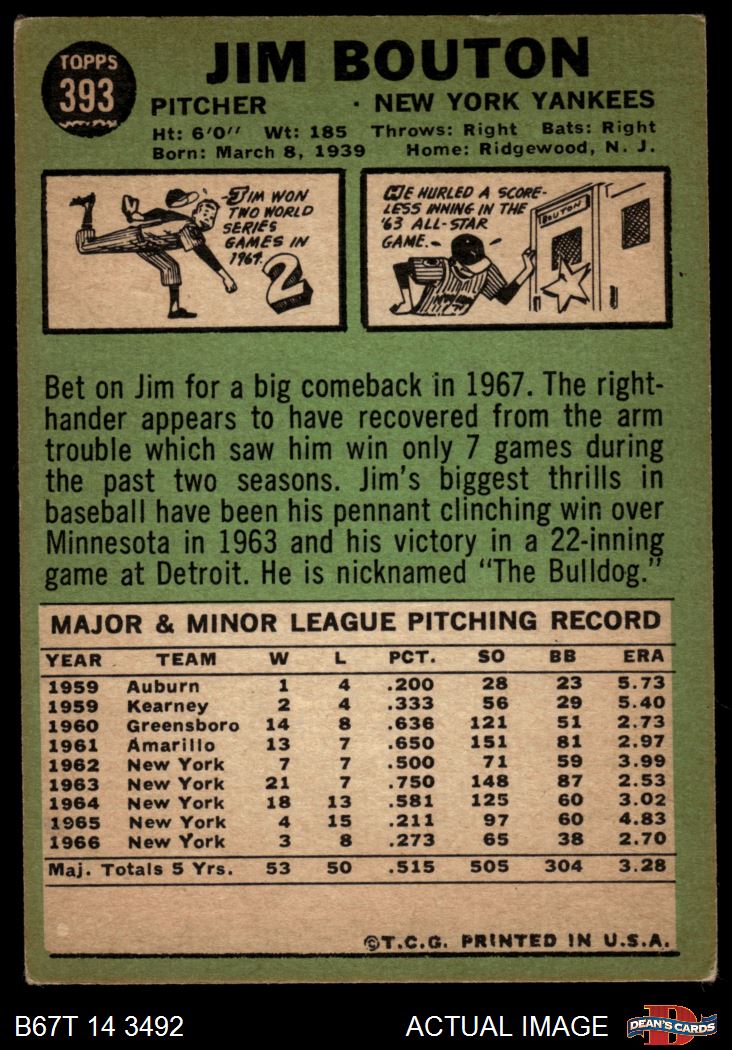 TOPPS
393
JIM BOUTON
PITCHER · NEW YORK YANKEES
Ht: 6'0" Wt: 185 Throws: Right Bats: Right
Born: March 8, 1939 Home: Ridgewood, N. J.
JIM WON
TWO WORLD
SERIES
GAMES IN
1964.
2
HE HURLED A SCORE-
LESS INNING IN THE
'63 ALL-STAR
GAME.
BOUTON
Bet on Jim for a big comeback in 1967. The right-
hander appears to have recovered from the arm
trouble which saw him win only 7 games during
the past two seasons. Jim's biggest thrills in
baseball have been his pennant clinching win over
Minnesota in 1963 and his victory in a 22-inning
game at Detroit. He is nicknamed "The Bulldog."
MAJOR & MINOR LEAGUE PITCHING RECORD
YEAR TEAM W L PCT. SO BB ERA
1959 Auburn 1 4 .200 28 23 5.73
1959 Kearney 2 4 .333 56 29 5.40
1960 Greensboro 14 8 .636 121 51 2.73
1961 Amarillo 13 7 .650 151 81 2.97
1962 New York 7 7 .500 71 59 3.99
1963 New York 21 7 .750 148 87 2.53
1964 New York 18 13 .581 125 60 3.02
1965 New York 4 15 .211 97 60 4.83
1966 New York 3 8 .273 65 38 2.70
Maj. Totals 5 Yrs. 53 50 .515 505 304 3.28
©T.C.G. PRINTED IN U.S.A.
B67T 14 3492 ACTUAL IMAGE
D
DEAN'S CARDS